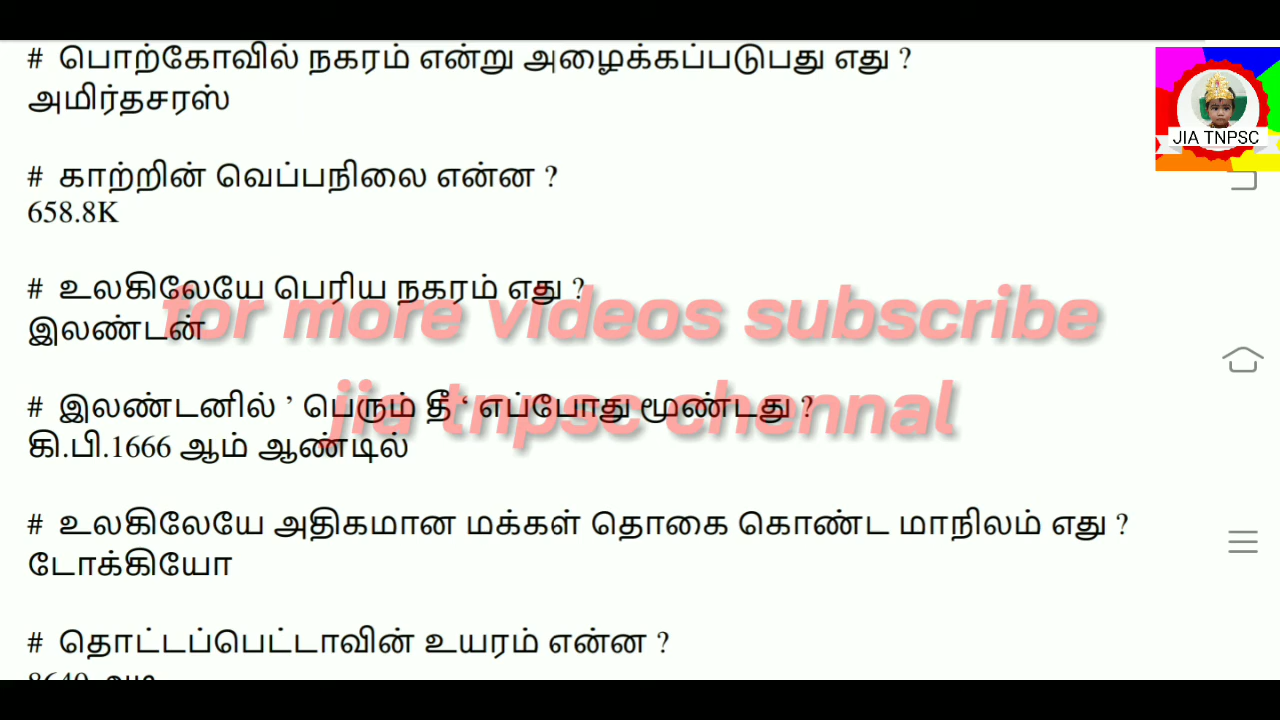 # பொற்கோவில் நகரம் என்று அழைக்கப்படுபது எது ?
அமிர்தசரஸ்
JIA TNPSC
# காற்றின் வெப்பநிலை என்ன ?
658.8K
# உலகிலேயே பெரிய நகரம் எது ?
இலண்டன்
for more videos subscribe
# இலண்டனில் ’ பெரும் தீ ‘ எப்போது மூண்டது ?
jia tnpsc chennal
கி.பி.1666 ஆம் ஆண்டில்
# உலகிலேயே அதிகமான மக்கள் தொகை கொண்ட மாநிலம் எது ?
டோக்கியோ
# தொட்டப்பெட்டாவின் உயரம் என்ன ?